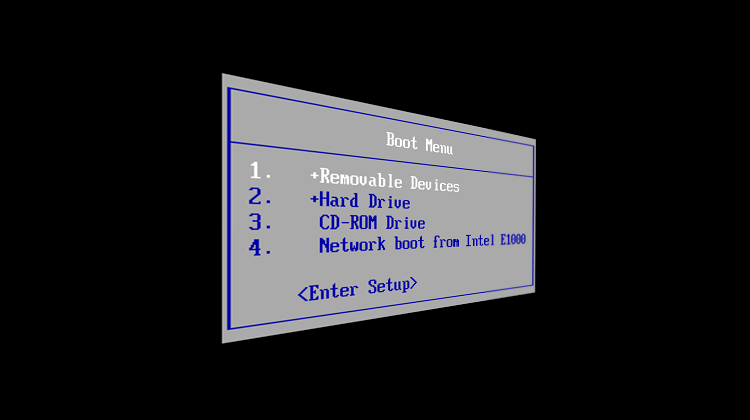 Boot Menu
1. +Removable Devices
2. +Hard Drive
3. CD-ROM Drive
4. Network boot from Intel E1000
<Enter Setup>